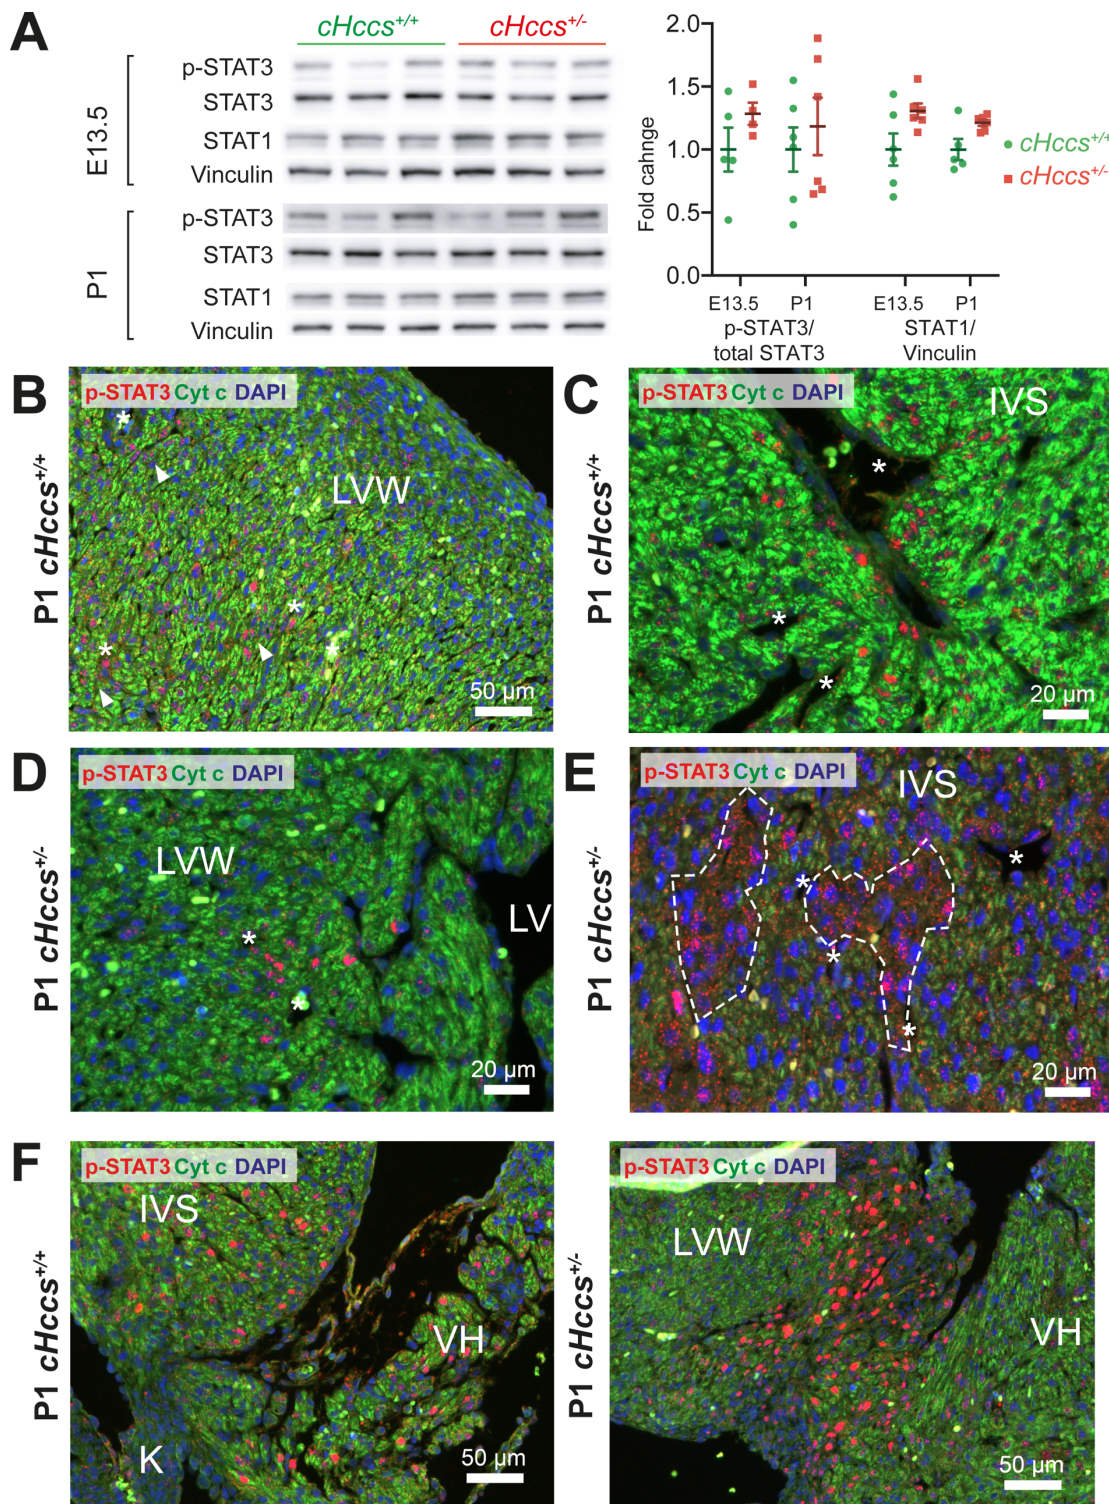 A
cHccs+/+ cHccs+/-
E13.5
p-STAT3
STAT3
STAT1
Vinculin
P1
p-STAT3
STAT3
STAT1
Vinculin
Fold cahnge
2.0
1.5
1.0
0.5
0.0
E13.5 P1 E13.5 P1
p-STAT3/ STAT1/
total STAT3 Vinculin
cHccs+/+
cHccs+/-
B
P1 cHccs+/+
p-STAT3 Cyt c DAPI
LVW
*
*
*
*
50 µm
C
P1 cHccs+/+
p-STAT3 Cyt c DAPI
IVS
*
*
*
20 µm
D
P1 cHccs+/-
p-STAT3 Cyt c DAPI
LVW
LV
*
*
20 µm
E
P1 cHccs+/-
p-STAT3 Cyt c DAPI
IVS
*
*
*
*
20 µm
F
P1 cHccs+/+
p-STAT3 Cyt c DAPI
IVS
VH
K
50 µm
P1 cHccs+/-
p-STAT3 Cyt c DAPI
LVW
VH
50 µm